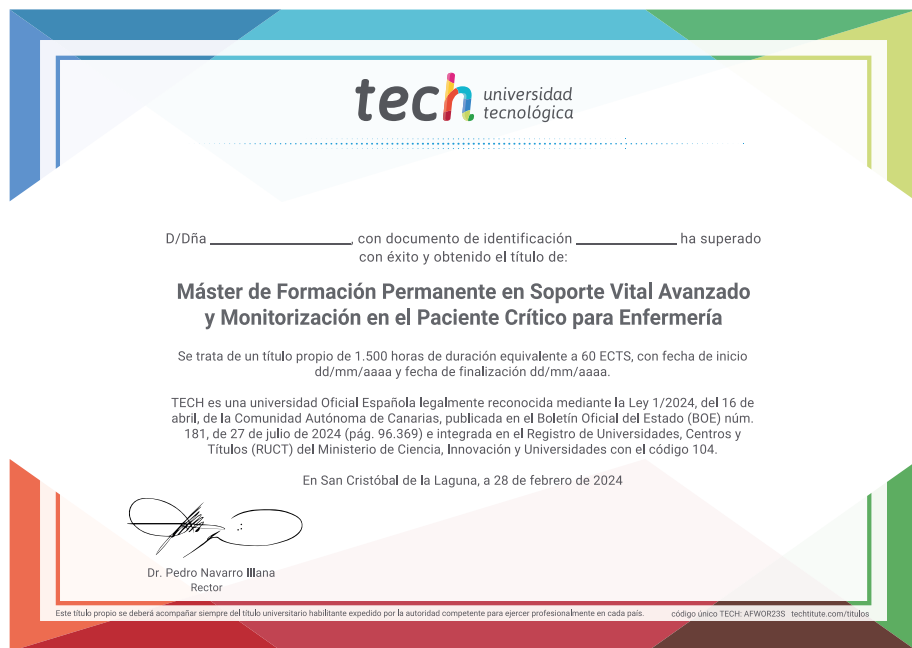 tech universidad
tecnológica
D/Dña ____________________, con documento de identificación ______________ ha superado
con éxito y obtenido el título de:
Máster de Formación Permanente en Soporte Vital Avanzado
y Monitorización en el Paciente Crítico para Enfermería
Se trata de un título propio de 1.500 horas de duración equivalente a 60 ECTS, con fecha de inicio
dd/mm/aaaa y fecha de finalización dd/mm/aaaa.
TECH es una universidad Oficial Española legalmente reconocida mediante la Ley 1/2024, del 16 de
abril, de la Comunidad Autónoma de Canarias, publicada en el Boletín Oficial del Estado (BOE) núm.
181, de 27 de julio de 2024 (pág. 96.369) e integrada en el Registro de Universidades, Centros y
Títulos (RUCT) del Ministerio de Ciencia, Innovación y Universidades con el código 104.
En San Cristóbal de la Laguna, a 28 de febrero de 2024
Dr. Pedro Navarro Illana
Rector
Este título propio se deberá acompañar siempre del título universitario habilitante expedido por la autoridad competente para ejercer profesionalmente en cada país. código único TECH: AFWOR23S techtitute.com/titulos